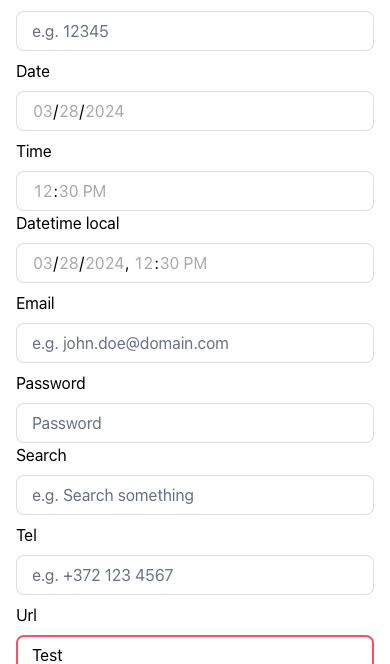 e.g. 12345
Date
03/28/2024
Time
12:30 PM
Datetime local
03/28/2024, 12:30 PM
Email
e.g. john.doe@domain.com
Password
Password
Search
e.g. Search something
Tel
e.g. +372 123 4567
Url
Test